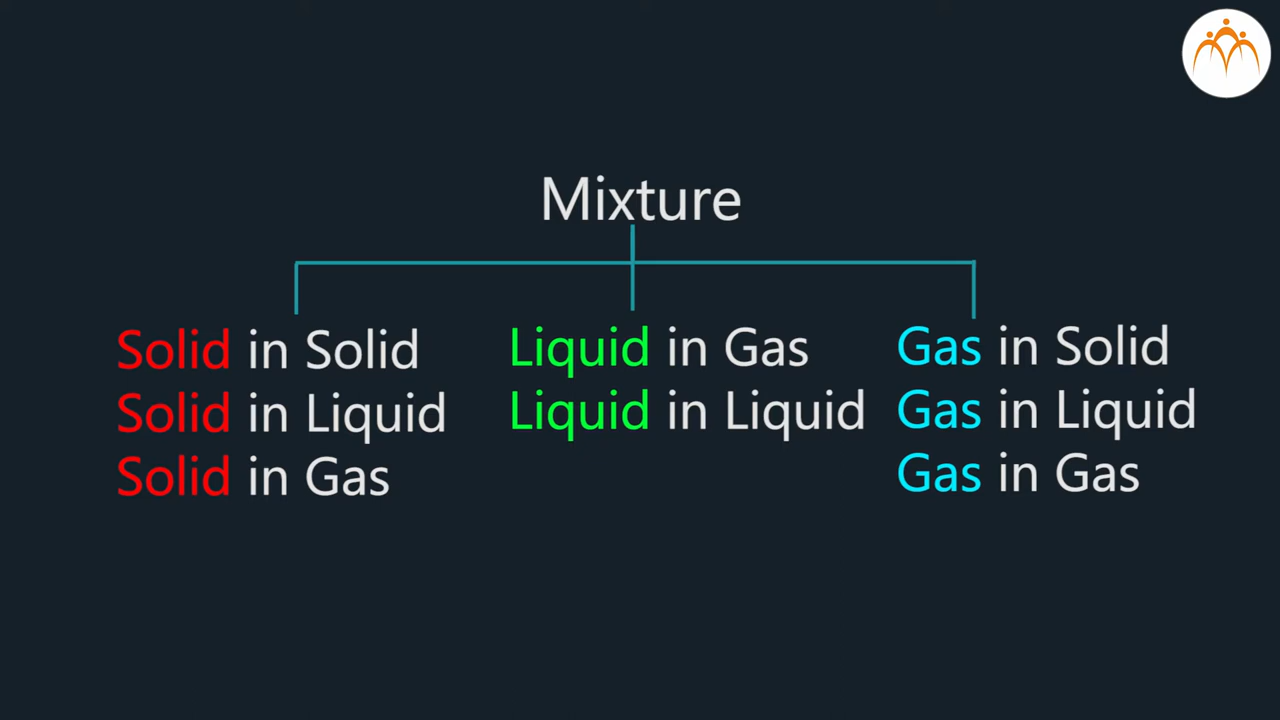 Mixture
Solid in Solid
Solid in Liquid
Solid in Gas
Liquid in Gas
Liquid in Liquid
Gas in Solid
Gas in Liquid
Gas in Gas